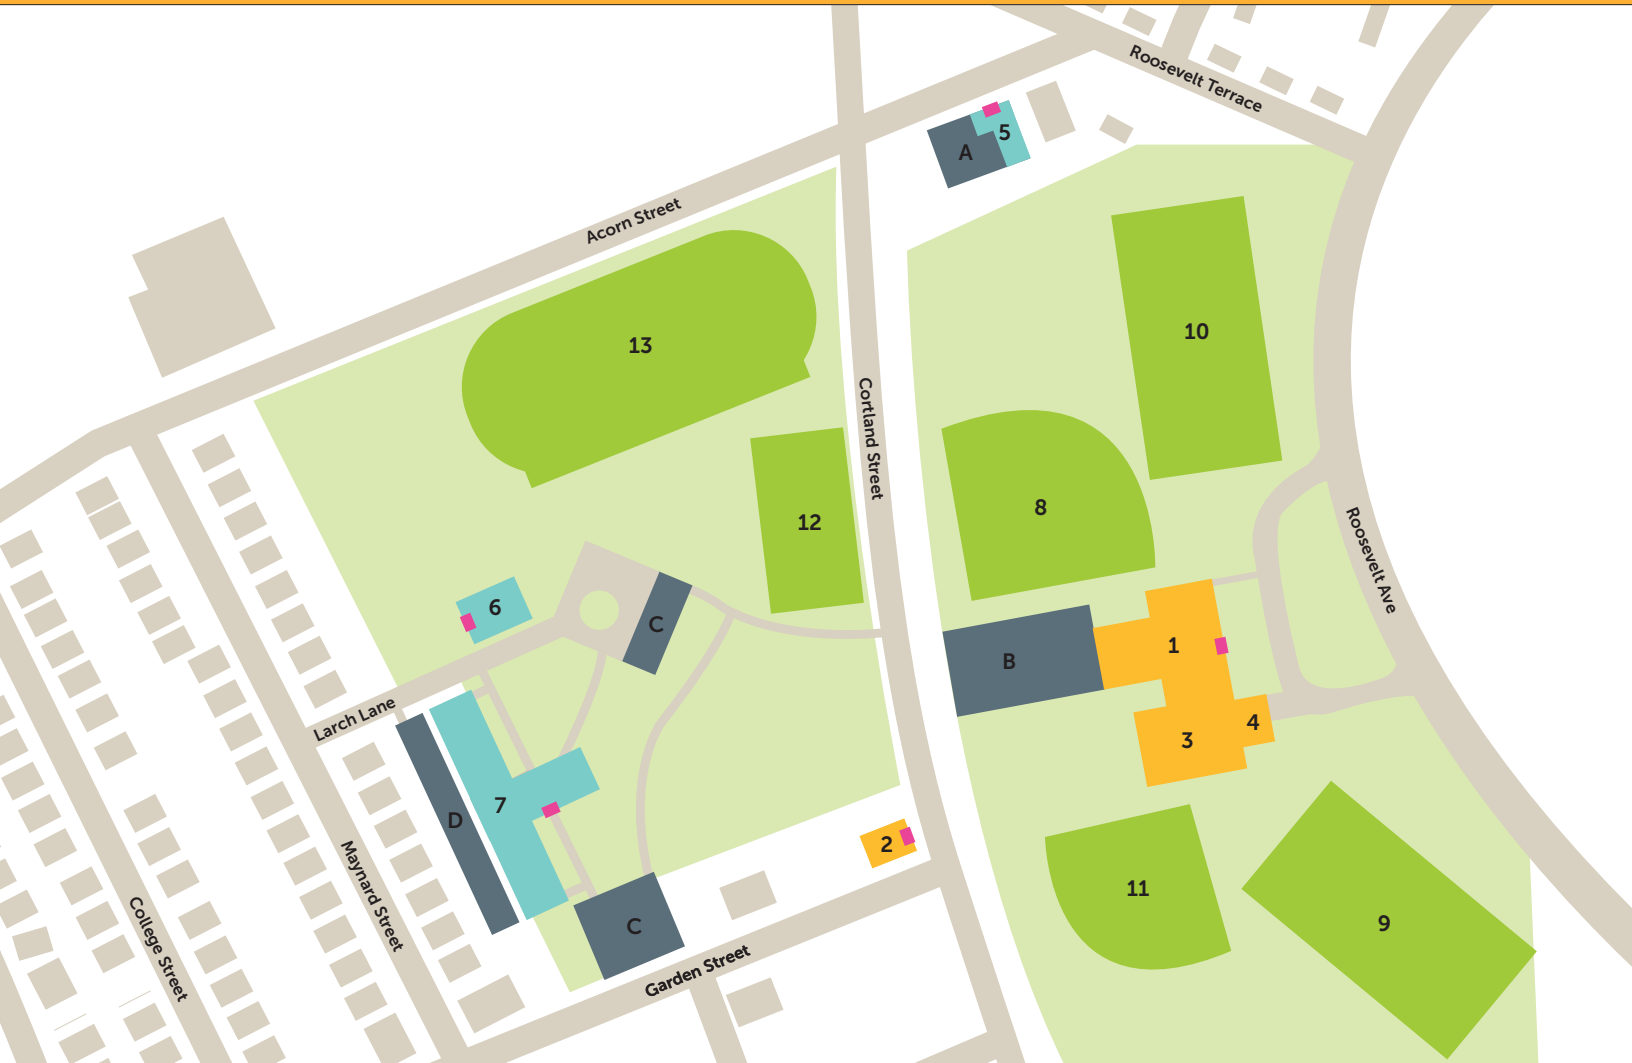 Roosevelt Terrace
5
A
Acorn Street
10
13
Cortland Street
8
12
Roosevelt Ave
6
C
1
B
Larch Lane
4
3
7
D
2
Maynard Street
11
College Street
C
9
Garden Street